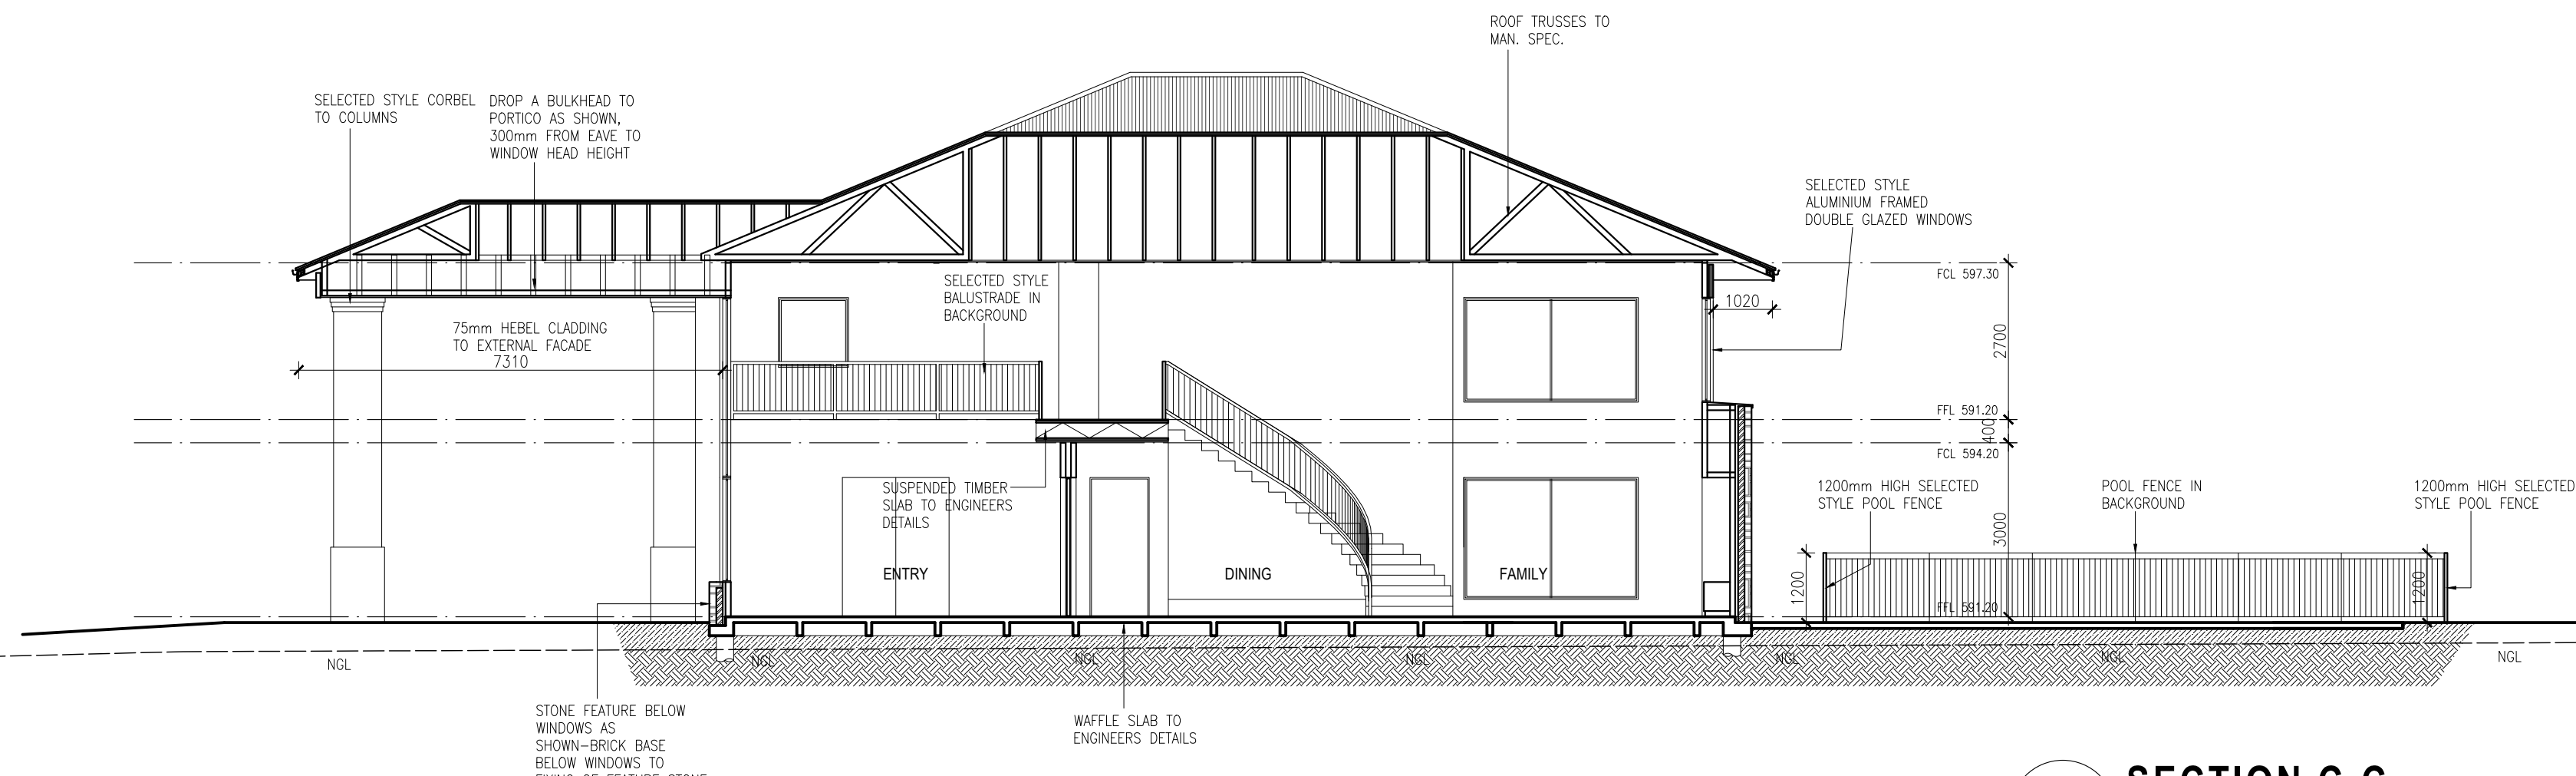 ROOF TRUSSES TO
MAN. SPEC.
SELECTED STYLE CORBEL
TO COLUMNS
DROP A BULKHEAD TO
PORTICO AS SHOWN,
300mm FROM EAVE TO
WINDOW HEAD HEIGHT
SELECTED STYLE
ALUMINIUM FRAMED
DOUBLE GLAZED WINDOWS
SELECTED STYLE
BALUSTRADE IN
BACKGROUND
FCL 597.30
1020
75mm HEBEL CLADDING
TO EXTERNAL FACADE
7310
2700
FFL 591.20
400
FCL 594.20
SUSPENDED TIMBER
SLAB TO ENGINEERS
DETAILS
1200mm HIGH SELECTED
STYLE POOL FENCE
POOL FENCE IN
BACKGROUND
1200mm HIGH SELECTED
STYLE POOL FENCE
3000
ENTRY
DINING
FAMILY
1200
FFL 591.20
1200
NGL
NGL
NGL
NGL
NGL
NGL
NGL
STONE FEATURE BELOW
WINDOWS AS
SHOWN-BRICK BASE
BELOW WINDOWS TO
FIXING OF FEATURE STONE
WAFFLE SLAB TO
ENGINEERS DETAILS
SECTION